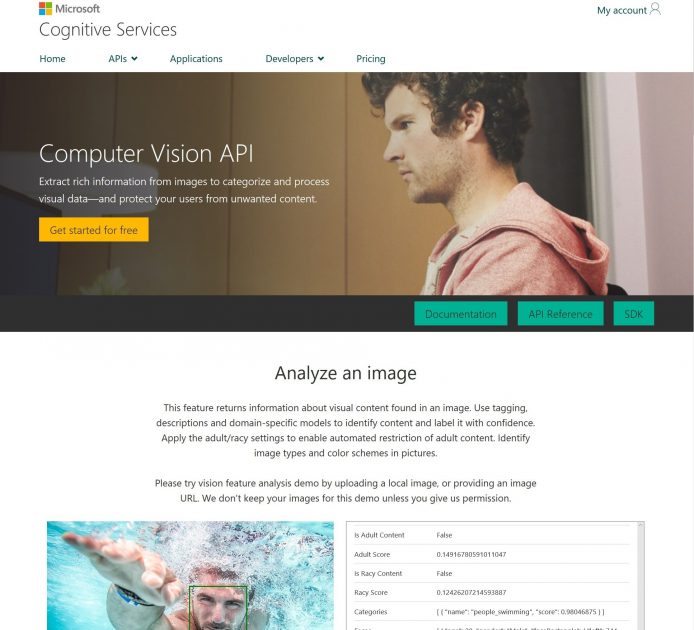 Microsoft
My account
Cognitive Services
Home APIs Applications Developers Pricing
Computer Vision API
Extract rich information from images to categorize and process
visual data—and protect your users from unwanted content.
Get started for free
Documentation API Reference SDK
Analyze an image
This feature returns information about visual content found in an image. Use tagging,
descriptions and domain-specific models to identify content and label it with confidence.
Apply the adult/racy settings to enable automated restriction of adult content. Identify
image types and color schemes in pictures.
Please try vision feature analysis demo by uploading a local image, or providing an image
URL. We don't keep your images for this demo unless you give us permission.
Is Adult Content False
Adult Score 0.14916780591011047
Is Racy Content False
Racy Score 0.12426207214593887
Categories [ { "name": "people_swimming", "score": 0.98046875 } ]